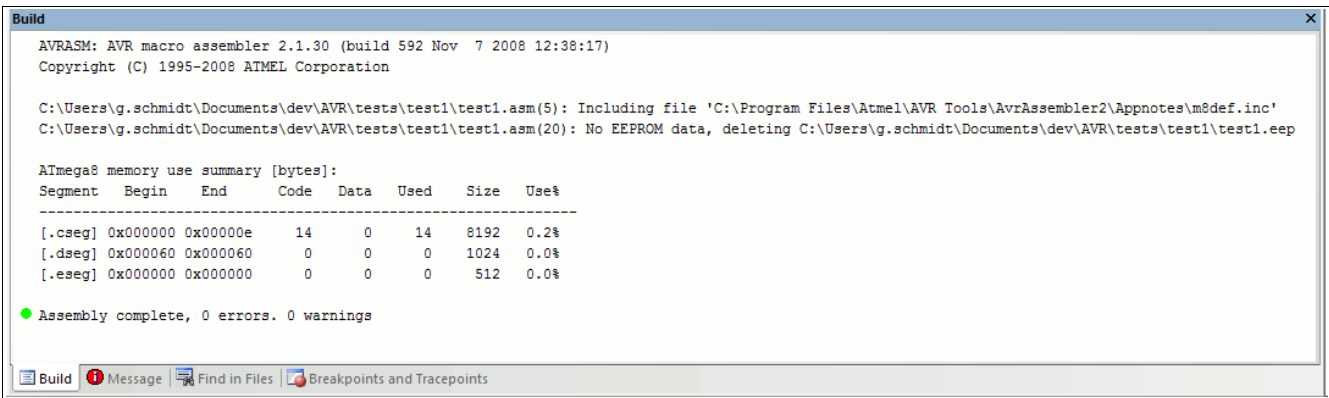 Build
AVRASM: AVR macro assembler 2.1.30 (build 592 Nov  7 2008 12:38:17)
Copyright (C) 1995-2008 ATMEL Corporation
C:\Users\g.schmidt\Documents\dev\AVR\tests\test1\test1.asm(5): Including file 'C:\Program Files\Atmel\AVR Tools\AvrAssembler2\Appnotes\m8def.inc'
C:\Users\g.schmidt\Documents\dev\AVR\tests\test1\test1.asm(20): No EEPROM data, deleting C:\Users\g.schmidt\Documents\dev\AVR\tests\test1\test1.eep
ATmega8 memory use summary [bytes]:
Segment   Begin    End      Code   Data   Used    Size   Use%
---------------------------------------------------------------
[.cseg] 0x000000 0x00000e     14      0     14    8192   0.2%
[.dseg] 0x000060 0x000060      0      0      0    1024   0.0%
[.eseg] 0x000000 0x000000      0      0      0     512   0.0%
Assembly complete, 0 errors. 0 warnings
Build Message Find in Files Breakpoints and Tracepoints